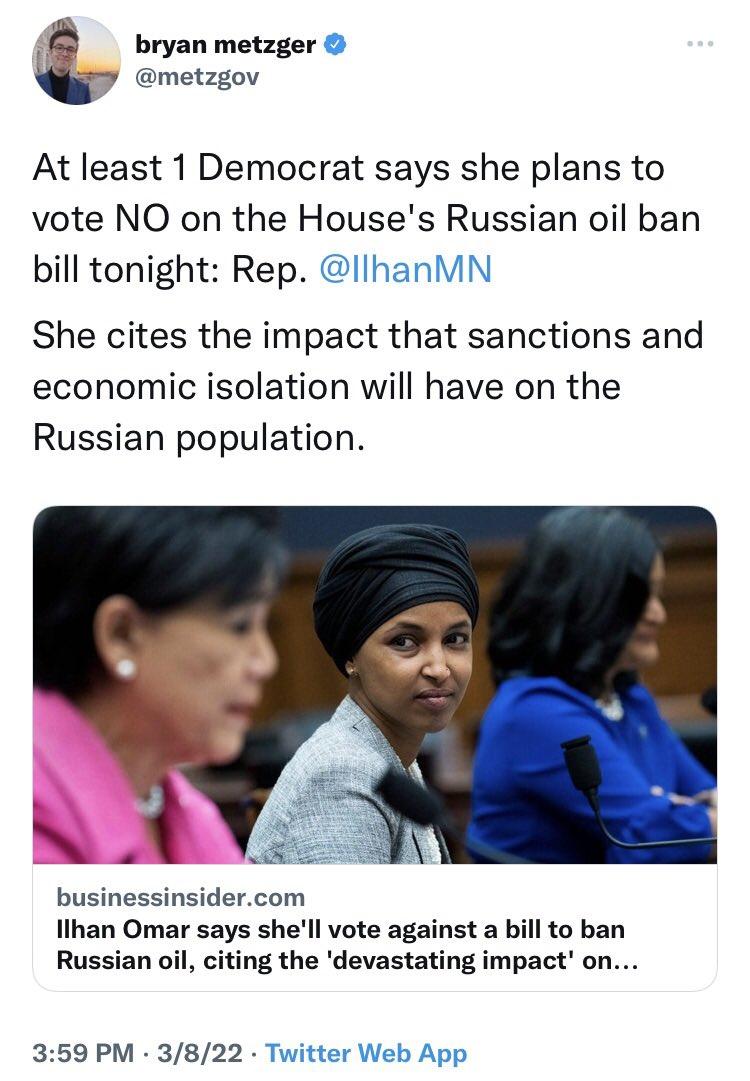 bryan metzger
@metzgov
At least 1 Democrat says she plans to
vote NO on the House's Russian oil ban
bill tonight: Rep. @IlhanMN
She cites the impact that sanctions and
economic isolation will have on the
Russian population.
businessinsider.com
Ilhan Omar says she'll vote against a bill to ban
Russian oil, citing the 'devastating impact' on...
3:59 PM · 3/8/22 · Twitter Web App